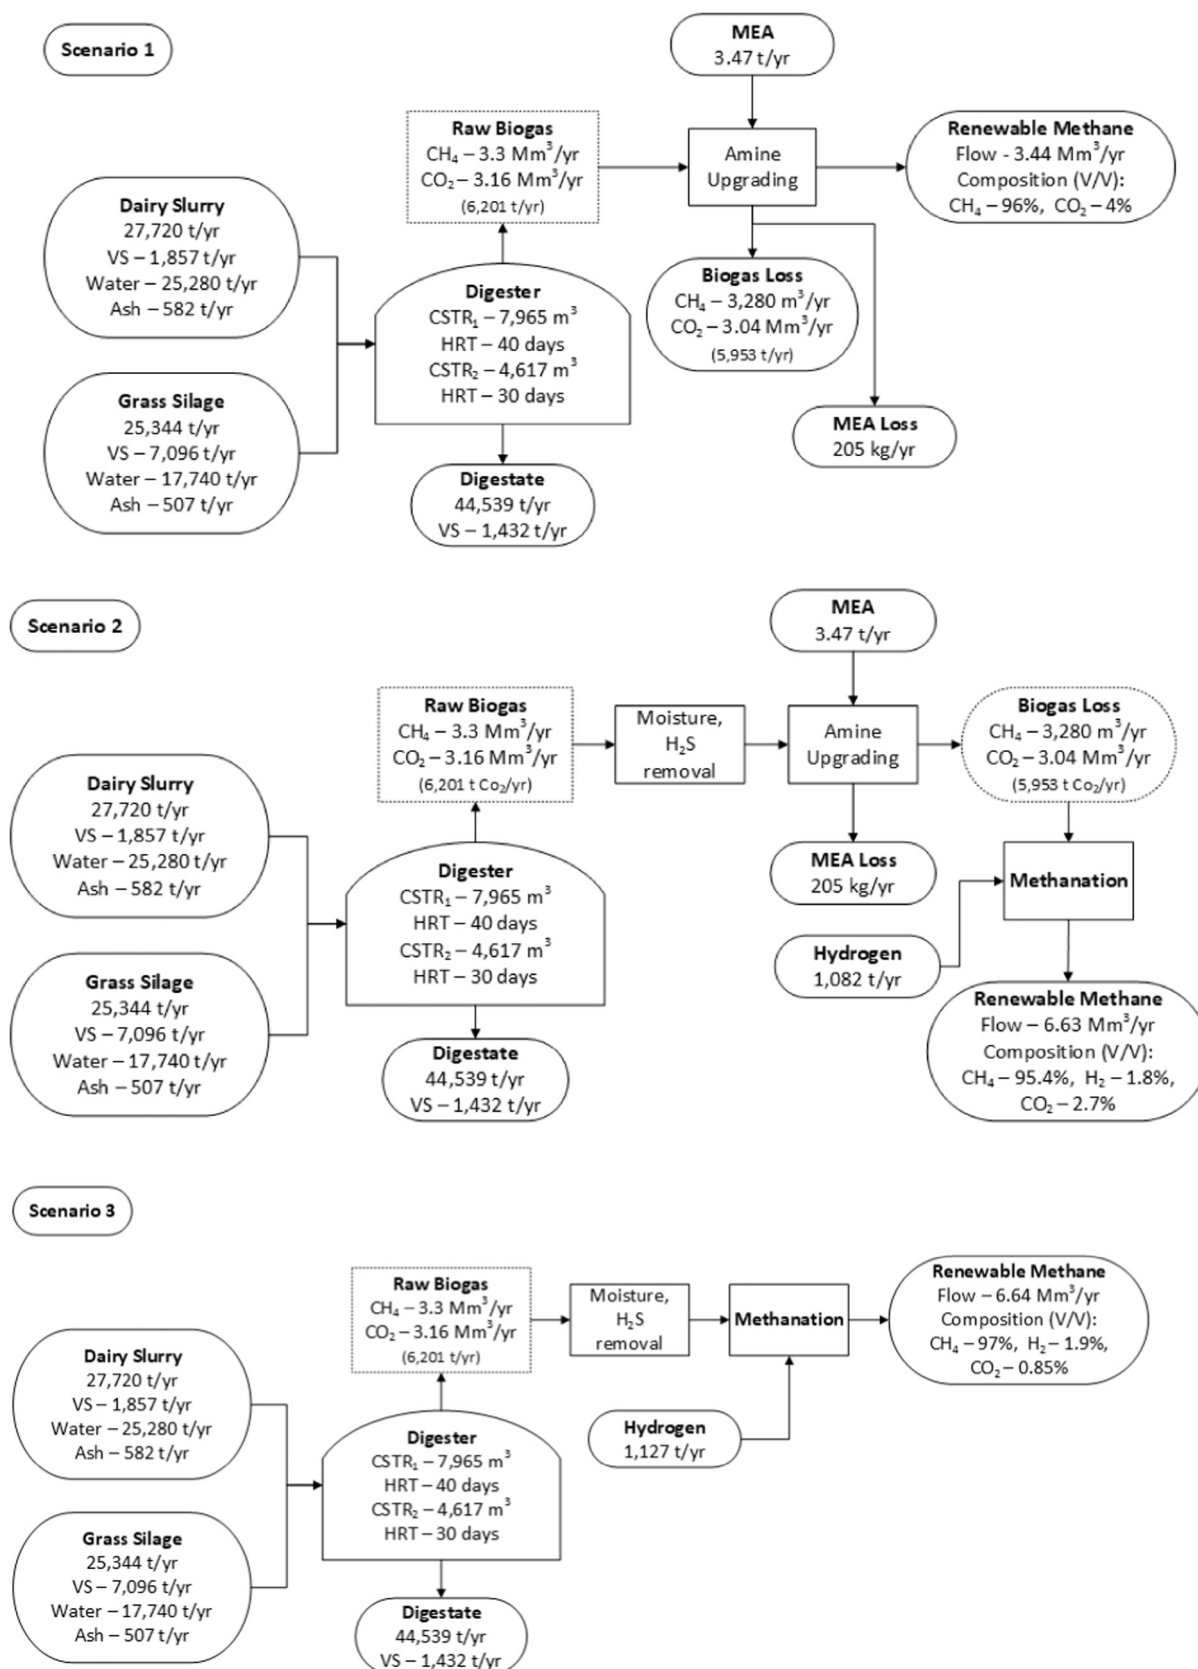 Scenario 1
MEA
3.47 t/yr
Raw Biogas
CH₄ – 3.3 Mm³/yr
CO₂ – 3.16 Mm³/yr
(6,201 t/yr)
Amine
Upgrading
Renewable Methane
Flow - 3.44 Mm³/yr
Composition (V/V):
CH₄ – 96%, CO₂ – 4%
Dairy Slurry
27,720 t/yr
VS – 1,857 t/yr
Water – 25,280 t/yr
Ash – 582 t/yr
Digester
CSTR₁ – 7,965 m³
HRT – 40 days
CSTR₂ – 4,617 m³
HRT – 30 days
Biogas Loss
CH₄ – 3,280 m³/yr
CO₂ – 3.04 Mm³/yr
(5,953 t/yr)
Grass Silage
25,344 t/yr
VS – 7,096 t/yr
Water – 17,740 t/yr
Ash – 507 t/yr
MEA Loss
205 kg/yr
Digestate
44,539 t/yr
VS – 1,432 t/yr
Scenario 2
MEA
3.47 t/yr
Raw Biogas
CH₄ – 3.3 Mm³/yr
CO₂ – 3.16 Mm³/yr
(6,201 t Co₂/yr)
Moisture,
H₂S
removal
Amine
Upgrading
Biogas Loss
CH₄ – 3,280 m³/yr
CO₂ – 3.04 Mm³/yr
(5,953 t Co₂/yr)
Dairy Slurry
27,720 t/yr
VS – 1,857 t/yr
Water – 25,280 t/yr
Ash – 582 t/yr
Digester
CSTR₁ – 7,965 m³
HRT – 40 days
CSTR₂ – 4,617 m³
HRT – 30 days
MEA Loss
205 kg/yr
Methanation
Hydrogen
1,082 t/yr
Grass Silage
25,344 t/yr
VS – 7,096 t/yr
Water – 17,740 t/yr
Ash – 507 t/yr
Renewable Methane
Flow – 6.63 Mm³/yr
Composition (V/V):
CH₄ – 95.4%, H₂ – 1.8%,
CO₂ – 2.7%
Digestate
44,539 t/yr
VS – 1,432 t/yr
Scenario 3
Raw Biogas
CH₄ – 3.3 Mm³/yr
CO₂ – 3.16 Mm³/yr
(6,201 t/yr)
Moisture,
H₂S
removal
Methanation
Renewable Methane
Flow – 6.64 Mm³/yr
Composition (V/V):
CH₄ – 97%, H₂ – 1.9%,
CO₂ – 0.85%
Dairy Slurry
27,720 t/yr
VS – 1,857 t/yr
Water – 25,280 t/yr
Ash – 582 t/yr
Digester
CSTR₁ – 7,965 m³
HRT – 40 days
CSTR₂ – 4,617 m³
HRT – 30 days
Hydrogen
1,127 t/yr
Grass Silage
25,344 t/yr
VS – 7,096 t/yr
Water – 17,740 t/yr
Ash – 507 t/yr
Digestate
44,539 t/yr
VS – 1,432 t/yr